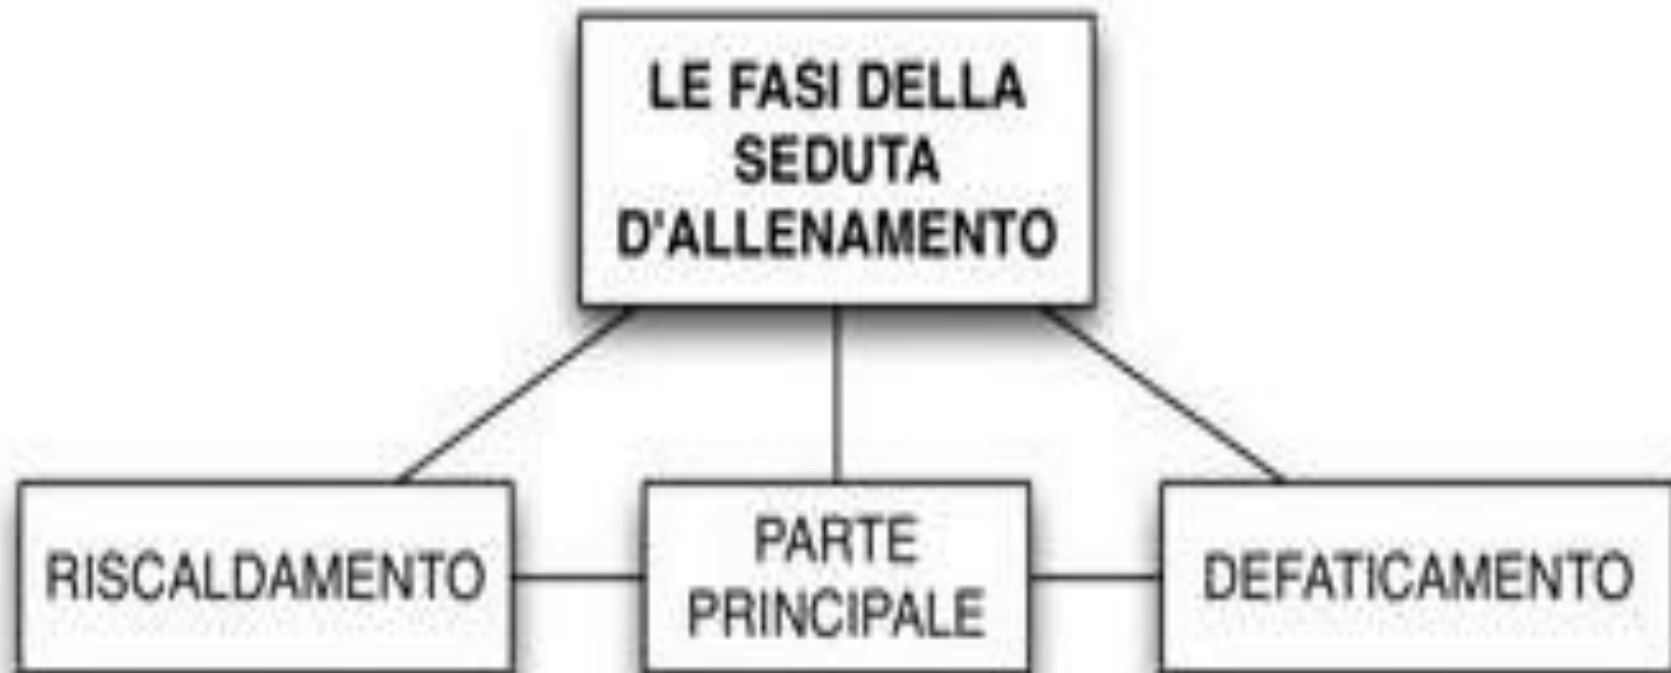 LE FASI DELLA
SEDUTA
D'ALLENAMENTO
RISCALDAMENTO
PARTE
PRINCIPALE
DEFATICAMENTO